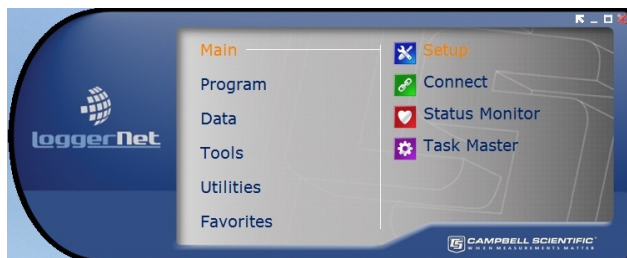 LoggerNet
Main
Program
Data
Tools
Utilities
Favorites
Setup
Connect
Status Monitor
Task Master
CAMPBELL SCIENTIFIC
WHEN MEASUREMENTS MATTER